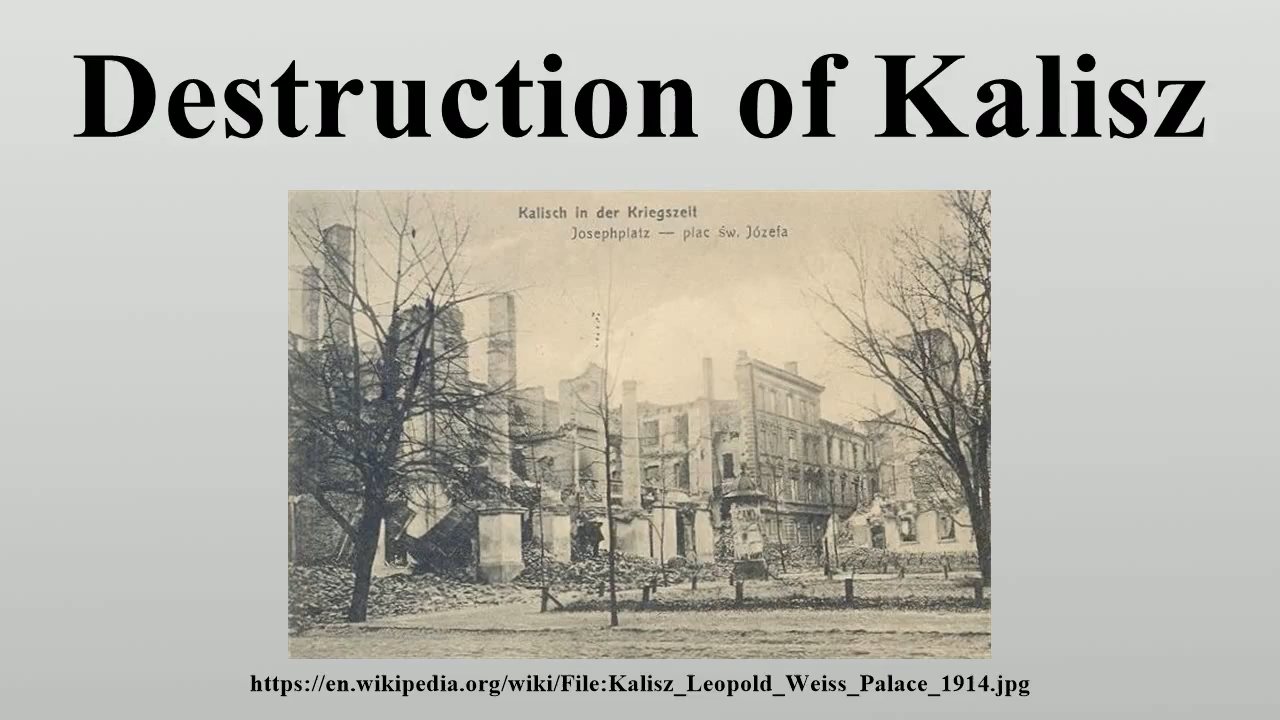 Destruction of Kalisz
Kalisch in der Kriegszeit
Josephplatz — plac św. Józefa
https://en.wikipedia.org/wiki/File:Kalisz_Leopold_Weiss_Palace_1914.jpg